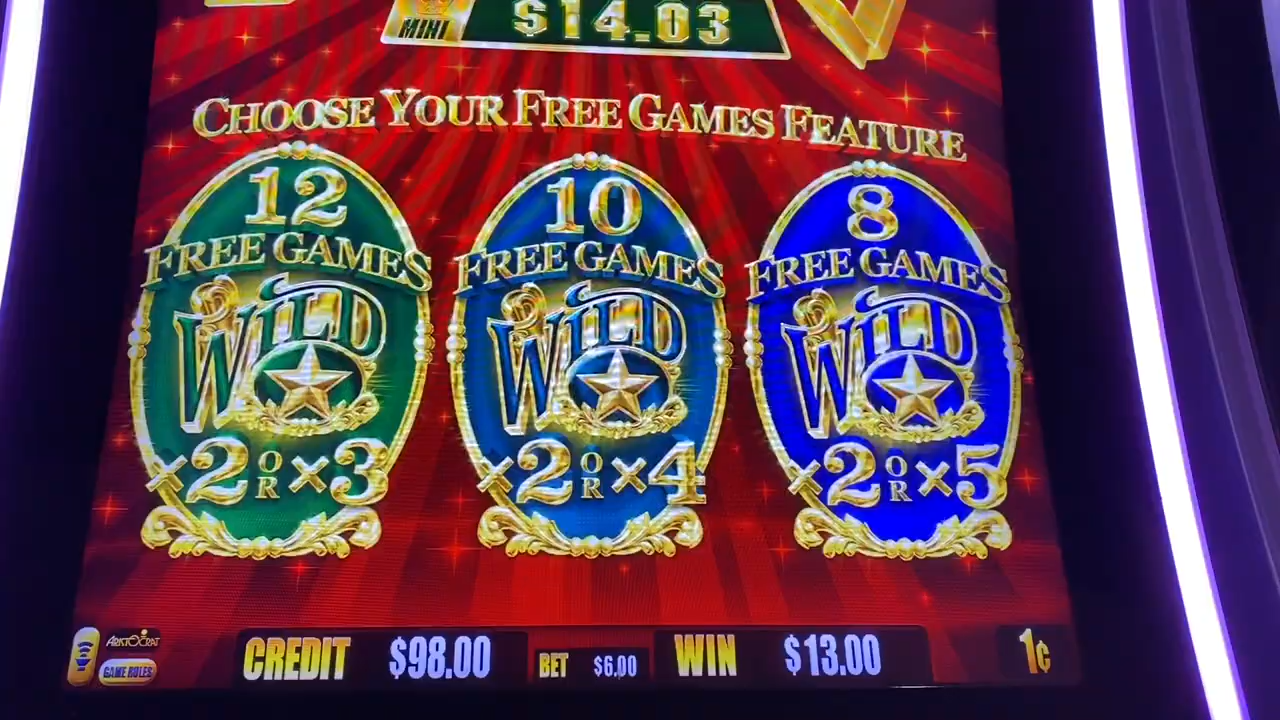 MINI $14.03
CHOOSE YOUR FREE GAMES FEATURE
12
FREE GAMES
WILD
×2 OR ×3
10
FREE GAMES
WILD
×2 OR ×4
8
FREE GAMES
WILD
×2 OR ×5
ARISTOCRAT
GAME RULES
CREDIT $98.00
BET $6.00
WIN $13.00
1¢